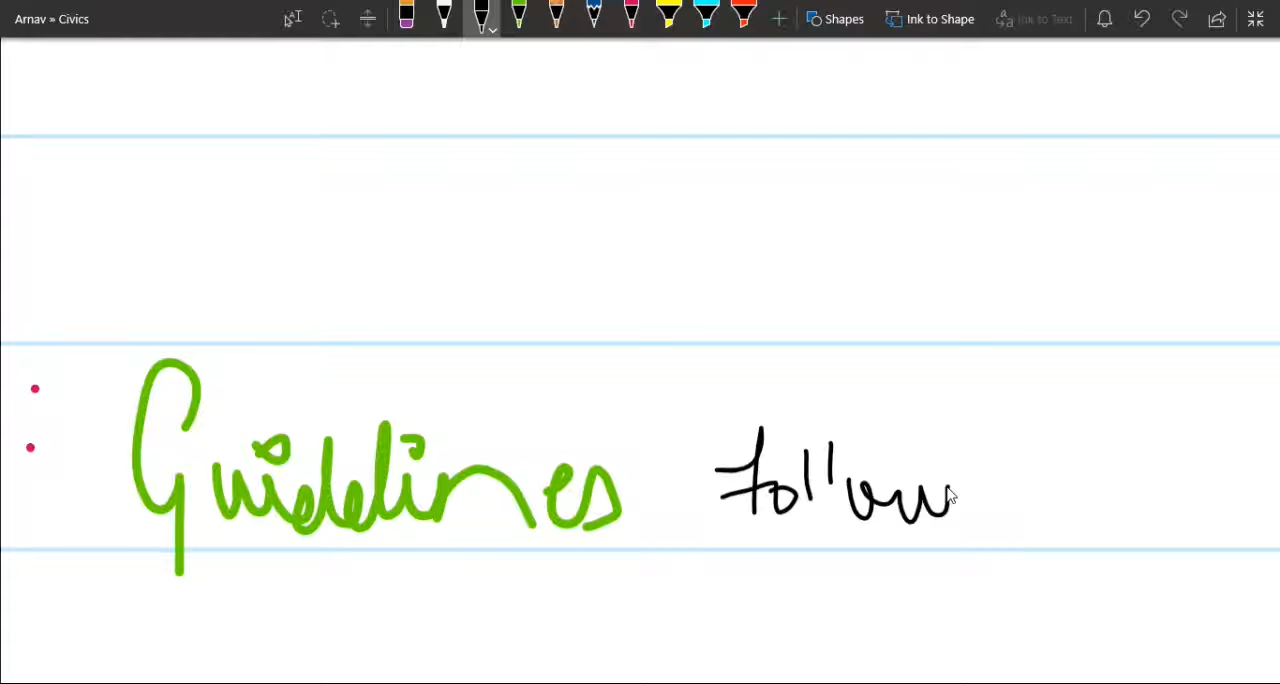 Arnav » Civics Shapes Ink to Shape Ink to Text
Guidelines Follow